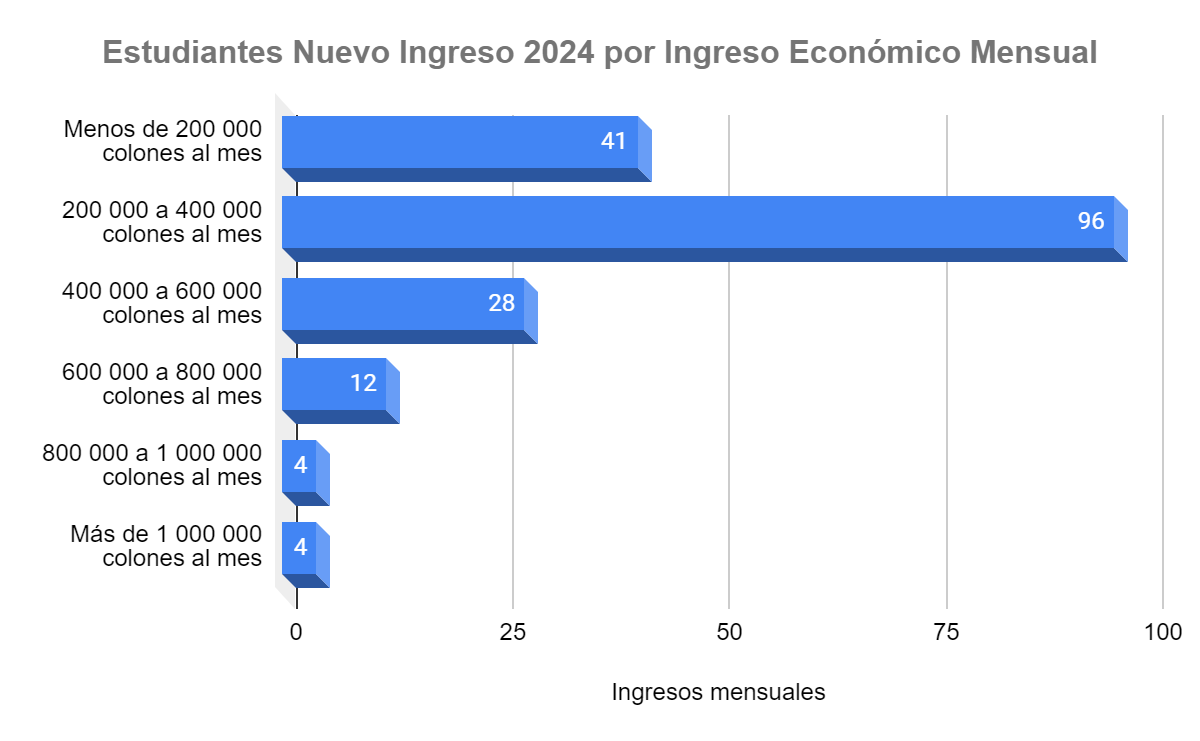 Estudiantes Nuevo Ingreso 2024 por Ingreso Económico Mensual
Menos de 200 000
colones al mes
41
200 000 a 400 000
colones al mes
96
400 000 a 600 000
colones al mes
28
600 000 a 800 000
colones al mes
12
800 000 a 1 000 000
colones al mes
4
Más de 1 000 000
colones al mes
4
0 25 50 75 100
Ingresos mensuales